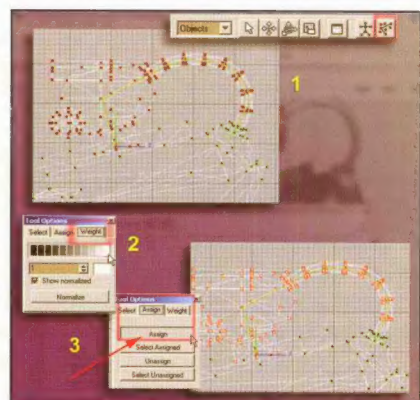 Objects
1
Tool Options
Select Assign Weight
2
1
Show normalized
Normalize
3
Tool Options
Select Assign Weight
Assign
Select Assigned
Unassign
Select Unassigned